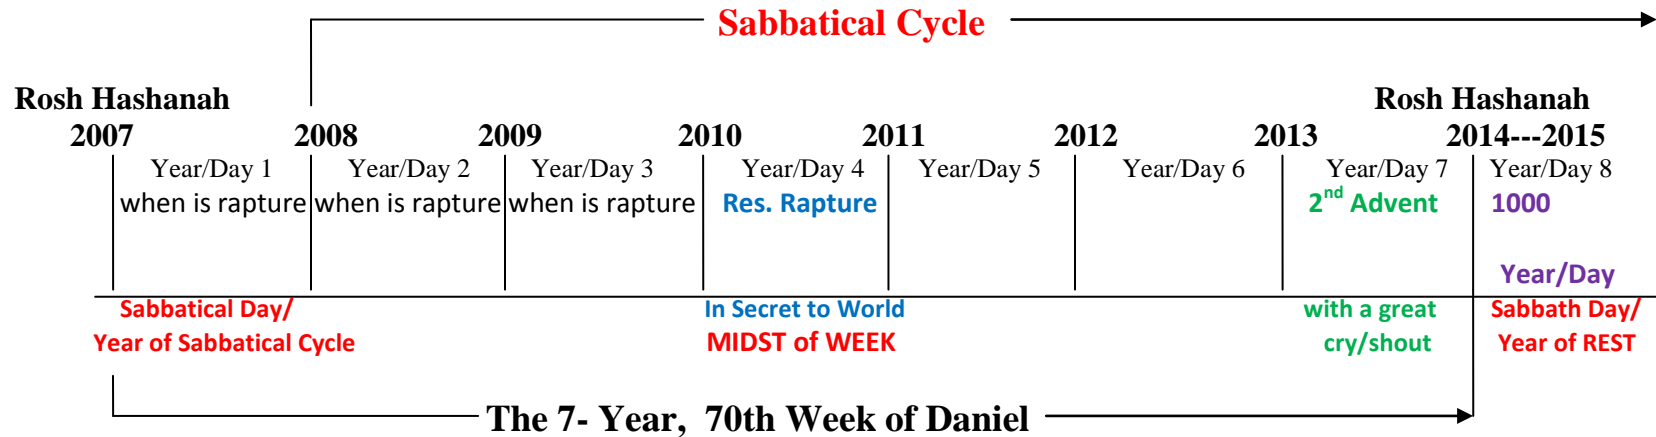 Sabbatical Cycle
Rosh Hashanah Rosh Hashanah
2007 2008 2009 2010 2011 2012 2013 2014---2015
Year/Day 1 Year/Day 2 Year/Day 3 Year/Day 4 Year/Day 5 Year/Day 6 Year/Day 7 Year/Day 8
when is rapture when is rapture when is rapture Res. Rapture 2nd Advent 1000
Year/Day
Sabbatical Day/ In Secret to World with a great Sabbath Day/
Year of Sabbatical Cycle MIDST of WEEK cry/shout Year of REST
The 7- Year, 70th Week of Daniel